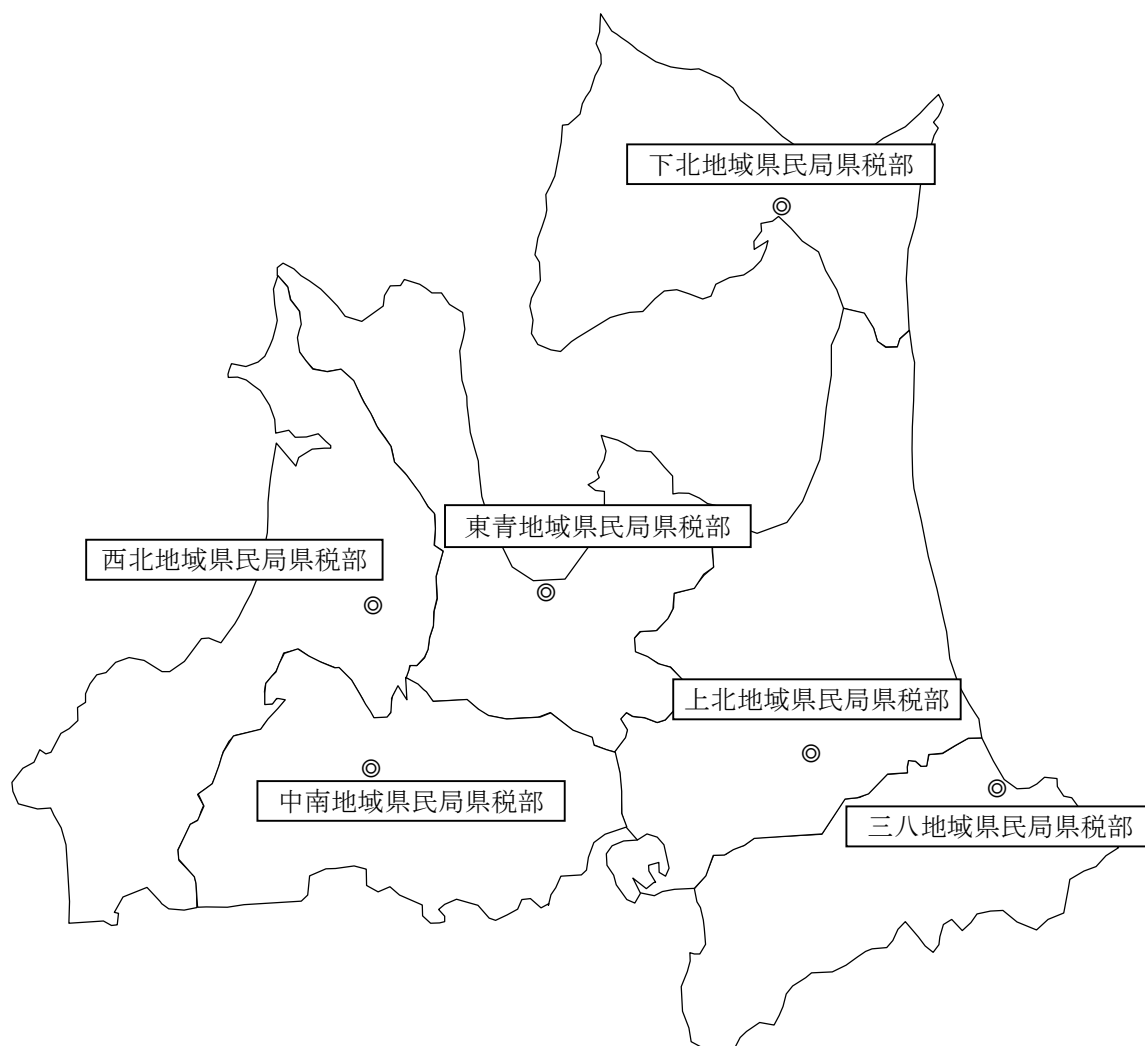 下北地域県民局県税部
東青地域県民局県税部
西北地域県民局県税部
上北地域県民局県税部
中南地域県民局県税部
三八地域県民局県税部